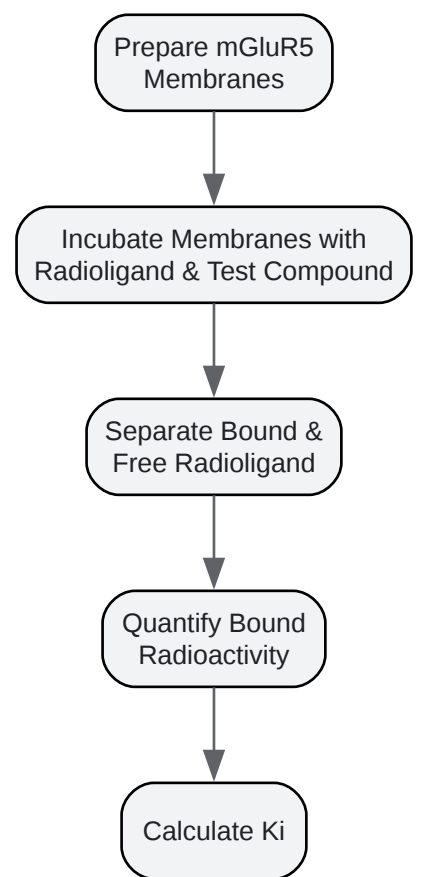 Prepare mGluR5
Membranes
Incubate Membranes with
Radioligand & Test Compound
Separate Bound &
Free Radioligand
Quantify Bound
Radioactivity
Calculate Ki